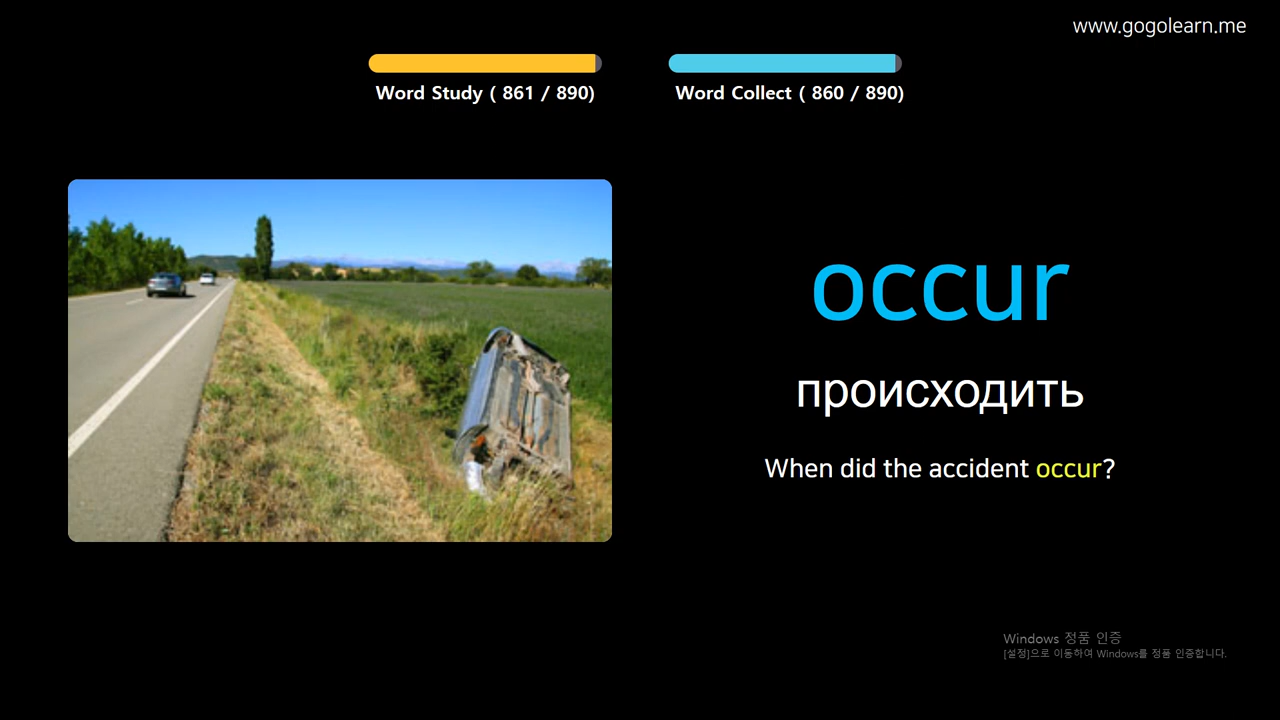 www.gogolearn.me
Word Study ( 861 / 890)
Word Collect ( 860 / 890)
occur
происходить
When did the accident occur?
Windows 정품 인증
[설정]으로 이동하여 Windows를 정품 인증합니다.